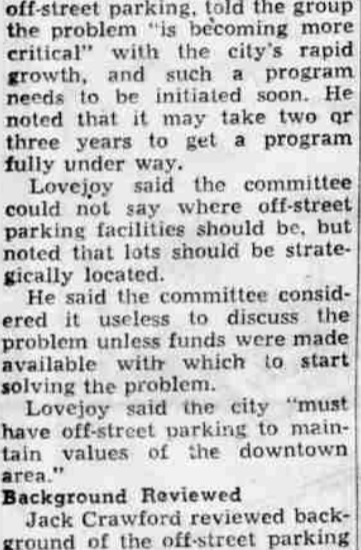 off-street parking, told the group
the problem "is becoming more
critical" with the city's rapid
growth, and such a program
needs to be initiated soon. He
noted that it may take two qr
three years to get a program
fully under way.
Lovejoy said the committee
could not say where off-street
parking facilities should be, but
noted that lots should be strate-
gically located.
He said the committee consid-
ered it useless to discuss the
problem unless funds were made
available with which to start
solving the problem.
Lovejoy said the city "must
have off-street parking to main-
tain values of the downtown
area."
Background Reviewed
Jack Crawford reviewed back-
ground of the off-street parking